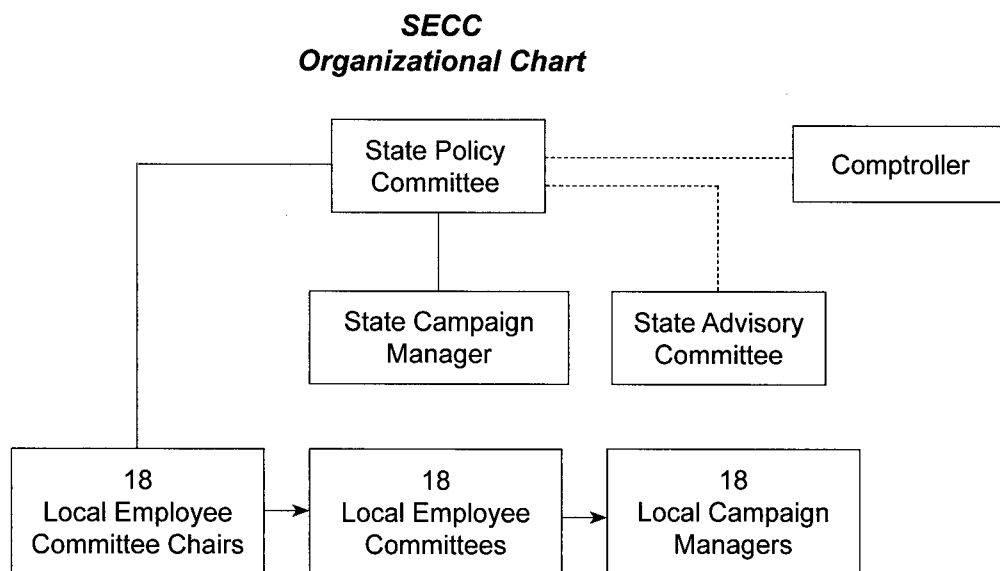 SECC
Organizational Chart
State Policy
Committee
Comptroller
State Campaign
Manager
State Advisory
Committee
18
Local Employee
Committee Chairs
18
Local Employee
Committees
18
Local Campaign
Managers